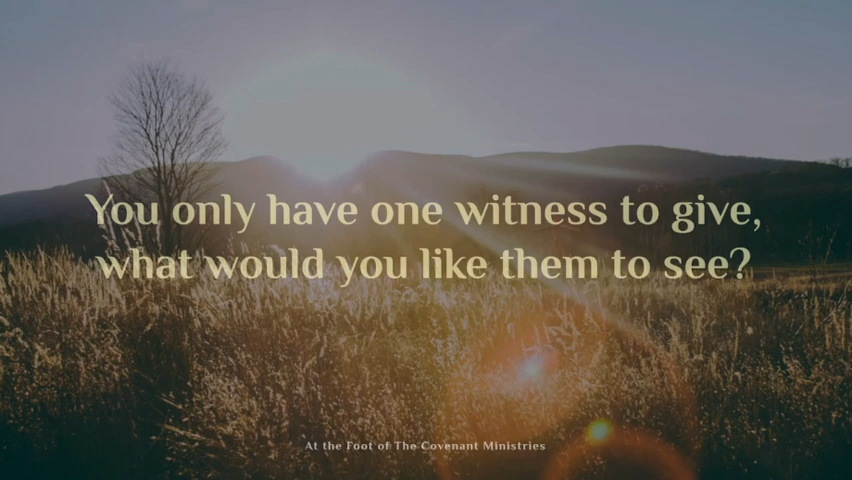 You only have one witness to give,
what would you like them to see?
At the Foot of The Covenant Ministries